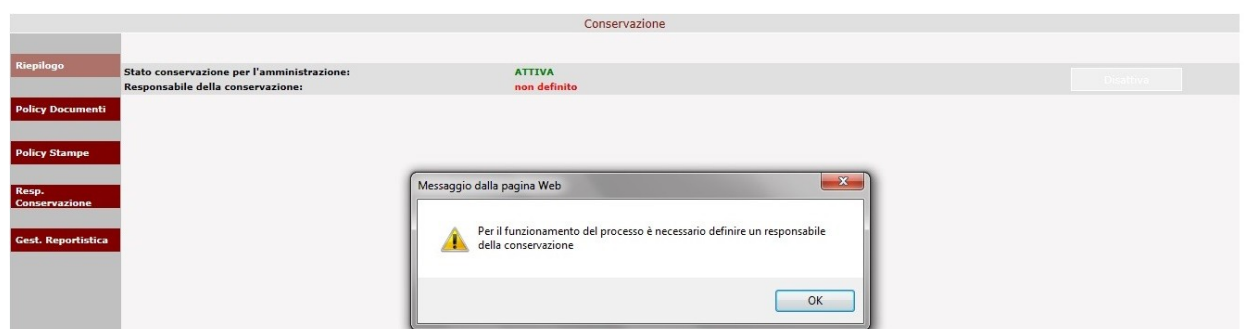 Conservazione
Riepilogo
Stato conservazione per l'amministrazione:
ATTIVA
Responsabile della conservazione:
non definito
Disattiva
Policy Documenti
Policy Stampe
Resp.
Conservazione
Gest. Reportistica
Messaggio dalla pagina Web
x
Per il funzionamento del processo è necessario definire un responsabile
della conservazione
OK